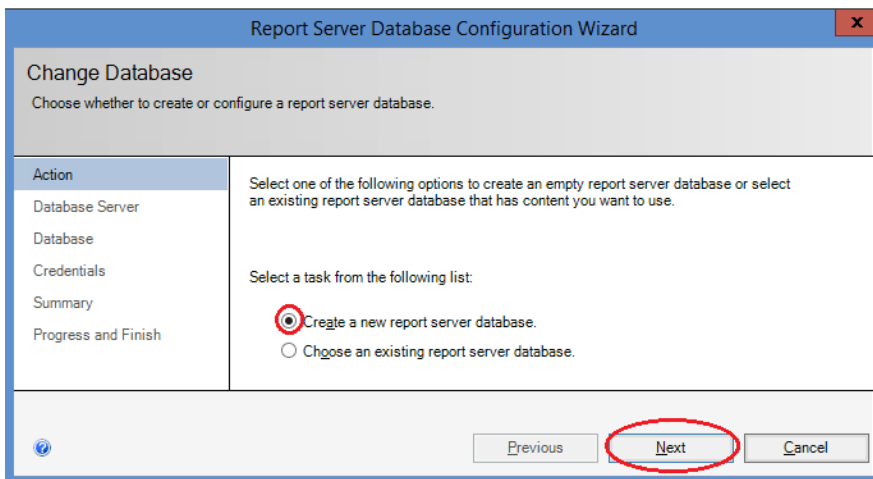 Report Server Database Configuration Wizard
x
Change Database
Choose whether to create or configure a report server database.
Action
Database Server
Database
Credentials
Summary
Progress and Finish
Select one of the following options to create an empty report server database or select
an existing report server database that has content you want to use.
Select a task from the following list:
Create a new report server database.
Choose an existing report server database.
?
Previous
Next
Cancel